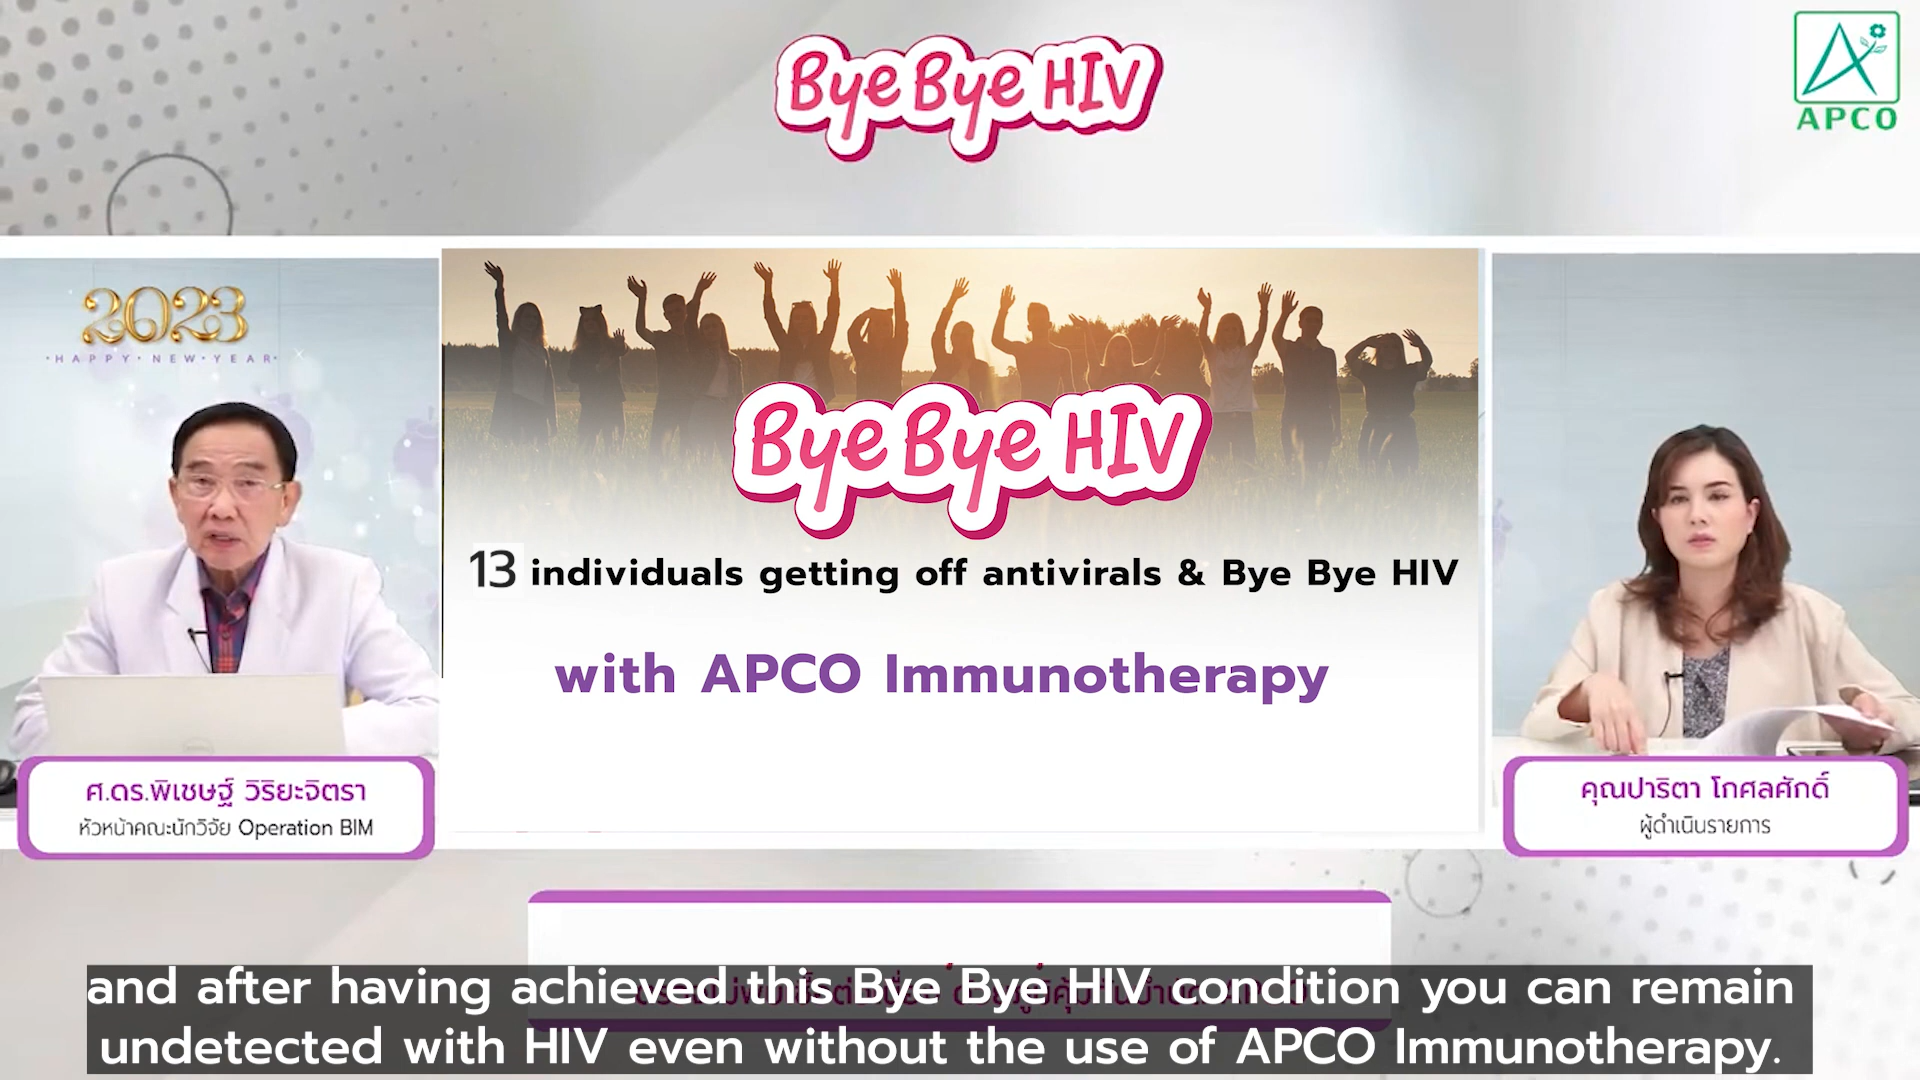 Bye Bye HIV
APCO
2023
·HAPPY·NEW·YEAR·
Bye Bye HIV
13 individuals getting off antivirals & Bye Bye HIV
with APCO Immunotherapy
ศ.ดร.พิเชษฐ์ วิริยะจิตรา
หัวหน้าคณะนักวิจัย Operation BIM
คุณปาริตา โกศลศักดิ์
ผู้ดำเนินรายการ
and after having achieved this Bye Bye HIV condition you can remain
undetected with HIV even without the use of APCO Immunotherapy.